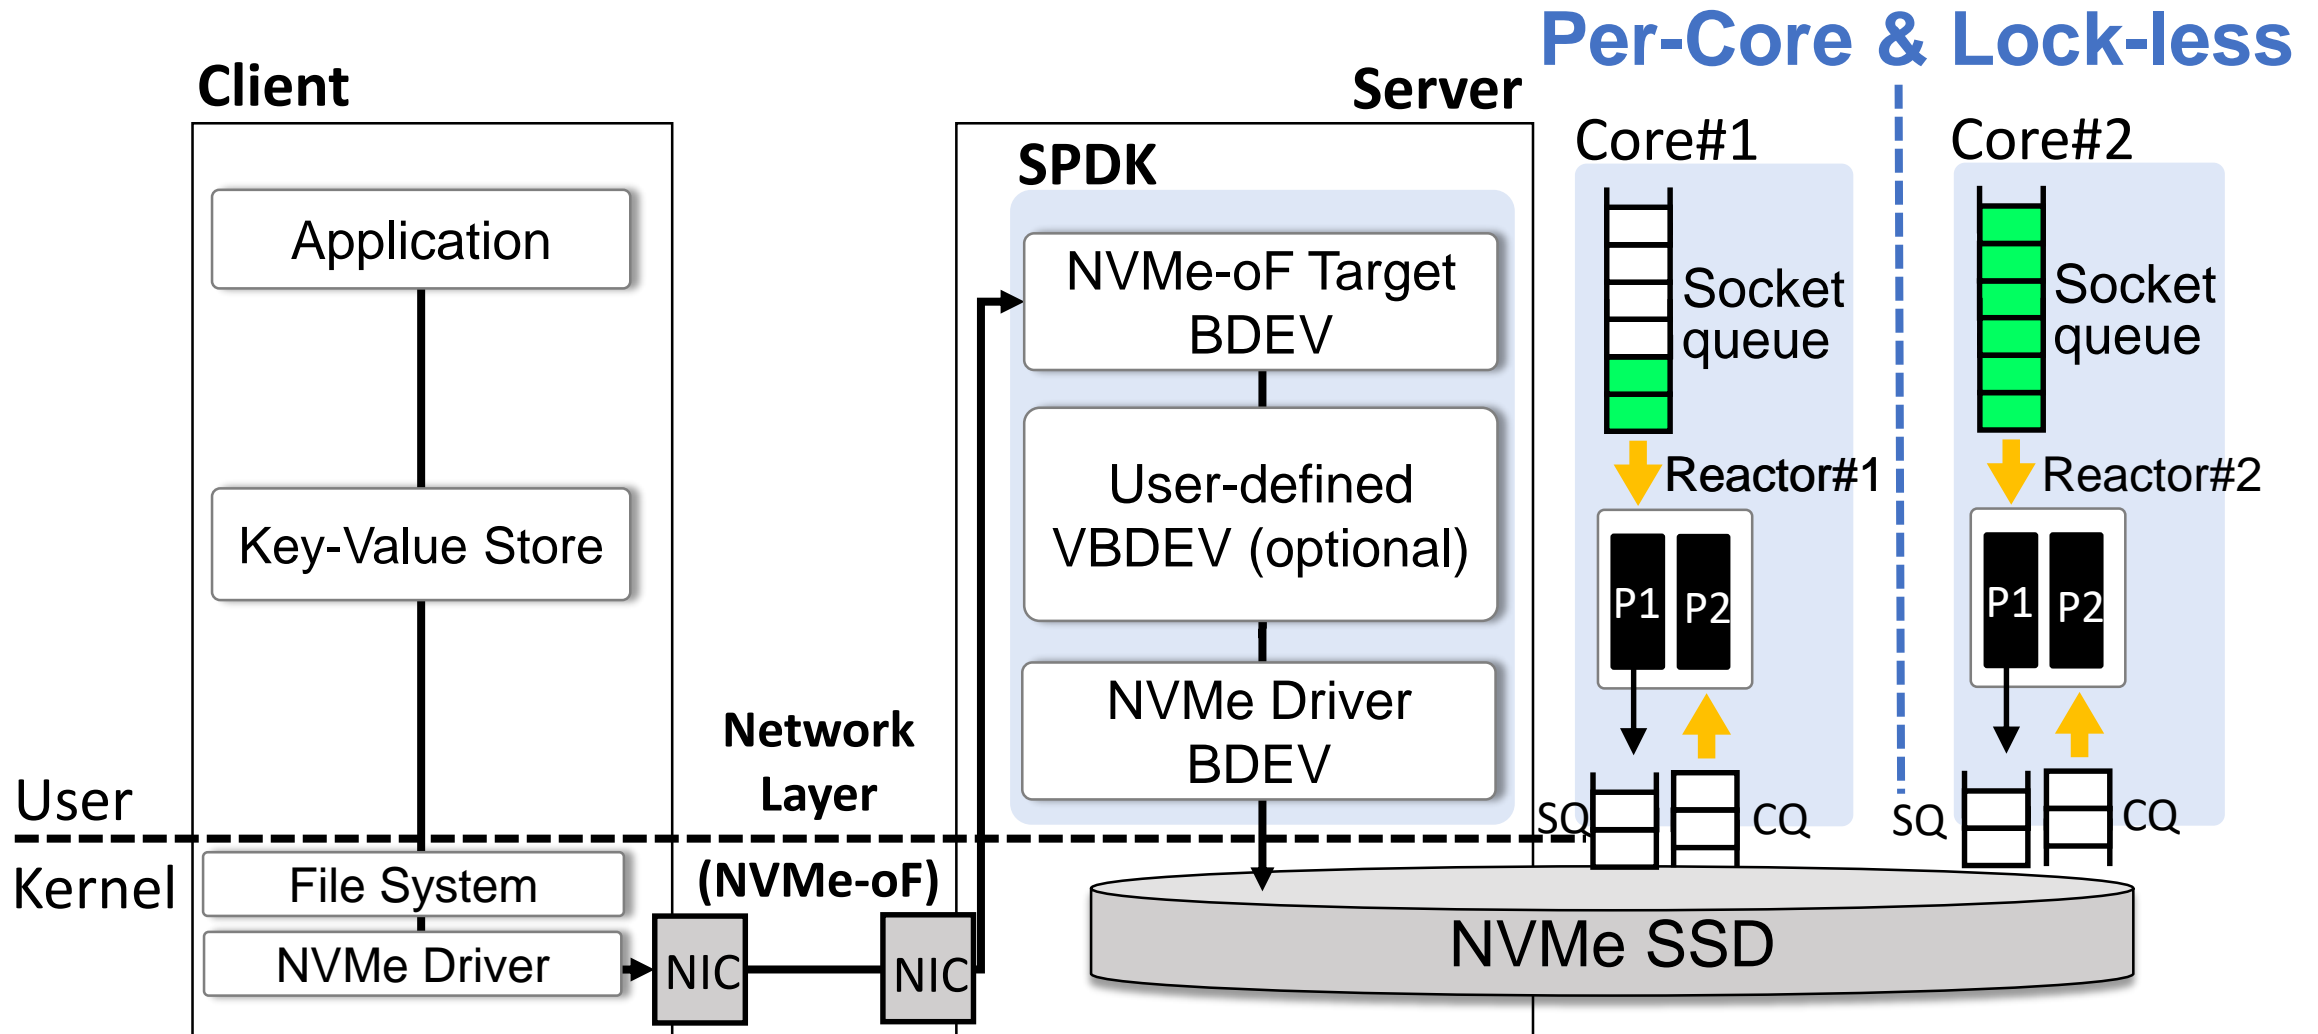 Per-Core & Lock-less
Client
Server
Application
Key-Value Store
User
Kernel
File System
NVMe Driver
NIC
Network
Layer
(NVMe-oF)
NIC
SPDK
NVMe-oF Target
BDEV
User-defined
VBDEV (optional)
NVMe Driver
BDEV
NVMe SSD
Core#1
Socket
queue
Reactor#1
P1
P2
SQ
CQ
Core#2
Socket
queue
Reactor#2
P1
P2
SQ
CQ